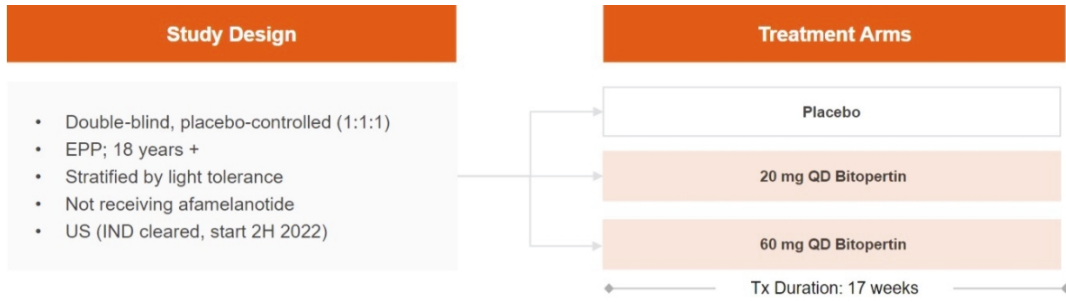 Study Design
• Double-blind, placebo-controlled (1:1:1)
• EPP; 18 years +
• Stratified by light tolerance
• Not receiving afamelanotide
• US (IND cleared, start 2H 2022)
Treatment Arms
Placebo
20 mg QD Bitopertin
60 mg QD Bitopertin
Tx Duration: 17 weeks